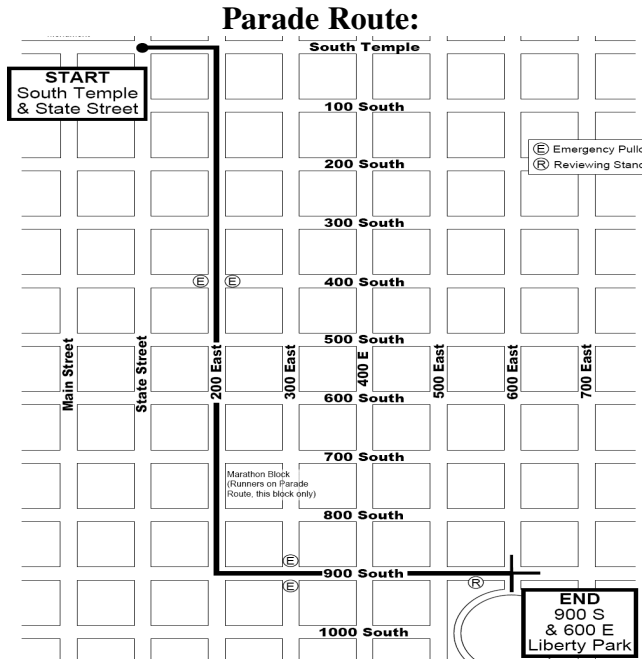 Parade Route:
South Temple
START
South Temple
& State Street
100 South
Ⓔ Emergency
200 South
Ⓡ Reviewing
300 South
Ⓔ Ⓔ
400 South
500 South
Main Street
State Street
200 East
300 East
400 E
500 East
600 East
700 East
600 South
700 South
Marathon Block
(Runners on Parade
Route, this block only)
800 South
Ⓔ
900 South
Ⓔ
Ⓡ
END
900 S
& 600 E
Liberty Park
1000 South